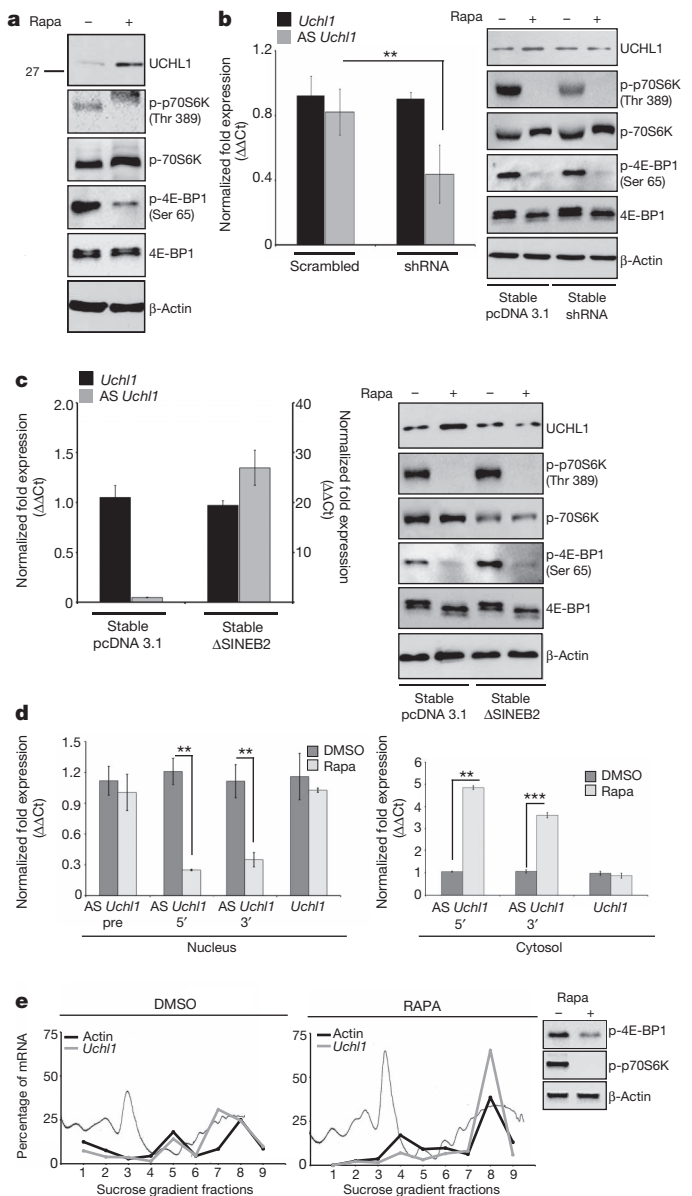 a
Rapa − +
27
UCHL1
p-p70S6K
(Thr 389)
p-70S6K
p-4E-BP1
(Ser 65)
4E-BP1
β-Actin
b
Uchl1
AS Uchl1
Normalized fold expression
(ΔΔCt)
1.2
0.8
0.4
0
**
Scrambled
shRNA
Rapa − + − +
UCHL1
p-p70S6K
(Thr 389)
p-70S6K
p-4E-BP1
(Ser 65)
4E-BP1
β-Actin
Stable
pcDNA 3.1
Stable
shRNA
c
Uchl1
AS Uchl1
Normalized fold expression
(ΔΔCt)
2.0
1.5
1.0
0.5
0
40
30
20
10
Normalized fold expression
(ΔΔCt)
Stable
pcDNA 3.1
Stable
ΔSINEB2
Rapa − + − +
UCHL1
p-p70S6K
(Thr 389)
p-70S6K
p-4E-BP1
(Ser 65)
4E-BP1
β-Actin
Stable
pcDNA 3.1
Stable
ΔSINEB2
d
Normalized fold expression
(ΔΔCt)
1.5
1.2
0.9
0.6
0.3
0
DMSO
Rapa
**
**
AS Uchl1
pre
AS Uchl1
5′
AS Uchl1
3′
Uchl1
Nucleus
Normalized fold expression
(ΔΔCt)
6
5
4
3
2
1
0
DMSO
Rapa
**
***
AS Uchl1
5′
AS Uchl1
3′
Uchl1
Cytosol
e
DMSO
Percentage of mRNA
75
50
25
0
Actin
Uchl1
1 2 3 4 5 6 7 8 9
Sucrose gradient fractions
RAPA
75
50
25
0
Actin
Uchl1
1 2 3 4 5 6 7 8 9
Sucrose gradient fractions
Rapa
− +
p-4E-BP1
p-p70S6K
β-Actin